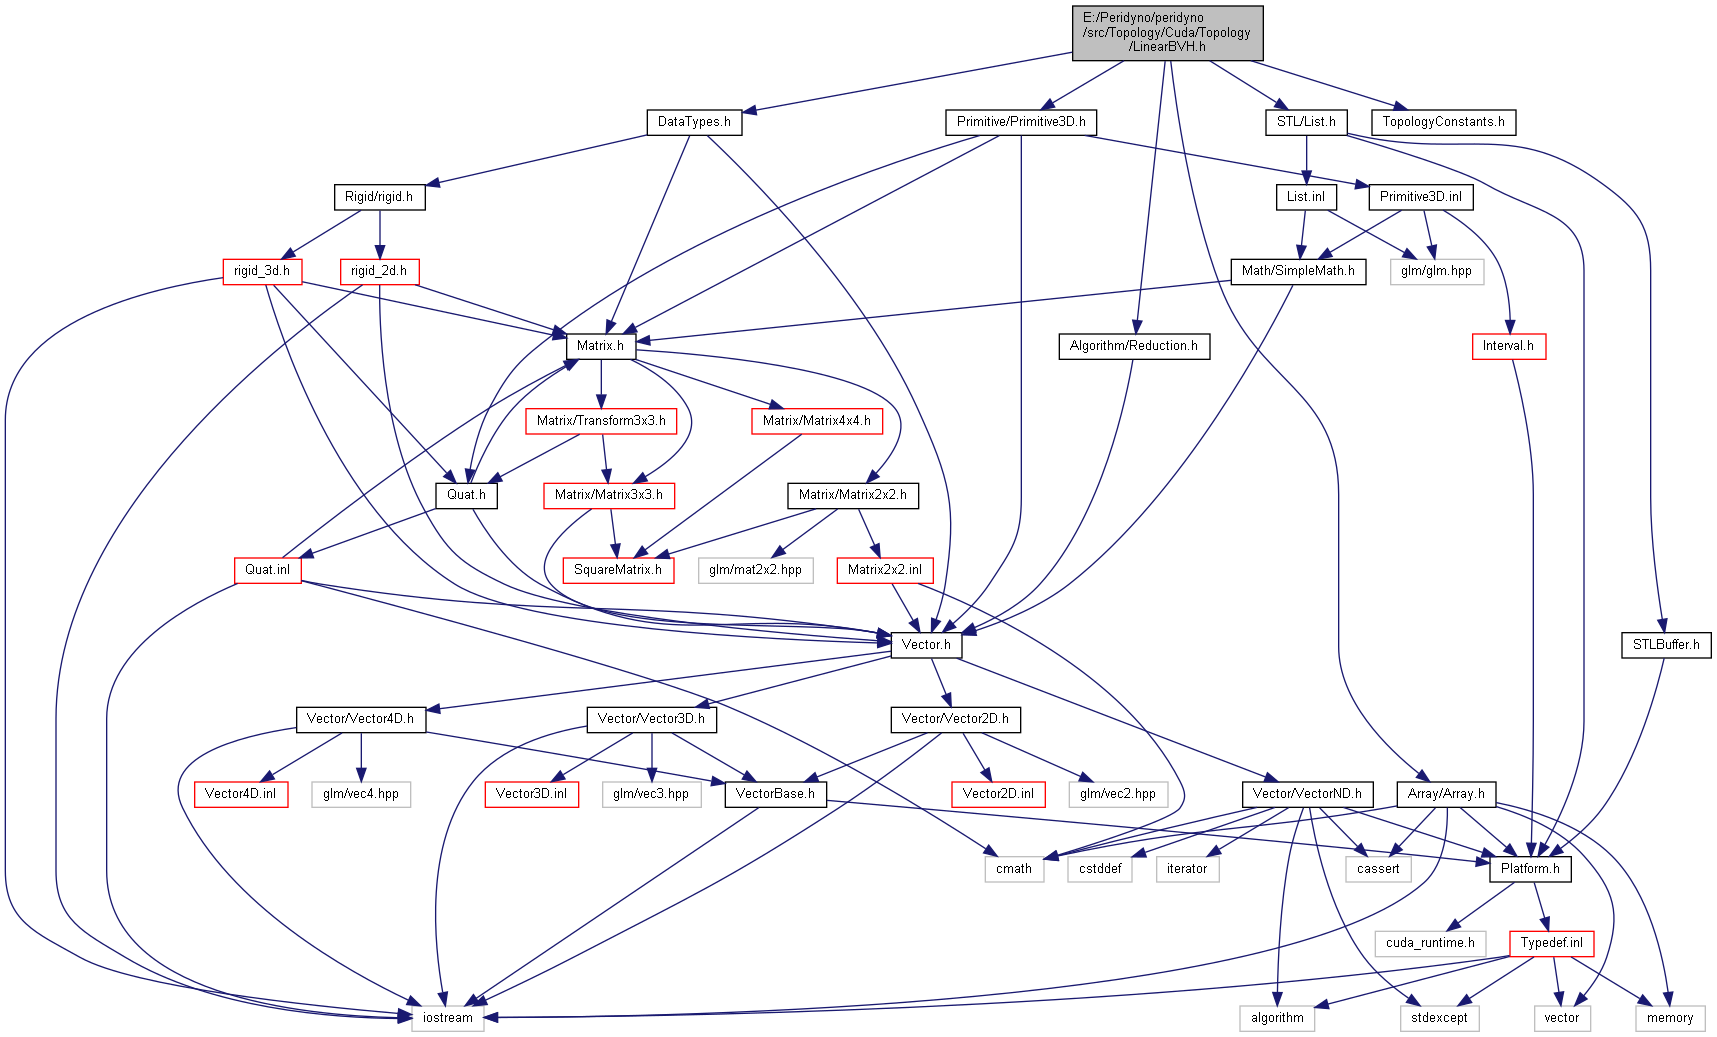 E:/Peridyno/peridyno
/src/Topology/Cuda/Topology
/LinearBVH.h
DataTypes.h
Primitive/Primitive3D.h
STL/List.h
TopologyConstants.h
Rigid/rigid.h
List.inl
Primitive3D.inl
rigid_3d.h
rigid_2d.h
Math/SimpleMath.h
glm/glm.hpp
Matrix.h
Algorithm/Reduction.h
Interval.h
Matrix/Transform3x3.h
Matrix/Matrix4x4.h
Quat.h
Matrix/Matrix3x3.h
Matrix/Matrix2x2.h
Quat.inl
SquareMatrix.h
glm/mat2x2.hpp
Matrix2x2.inl
Vector.h
STLBuffer.h
Vector/Vector4D.h
Vector/Vector3D.h
Vector/Vector2D.h
Vector4D.inl
glm/vec4.hpp
Vector3D.inl
glm/vec3.hpp
VectorBase.h
Vector2D.inl
glm/vec2.hpp
Vector/VectorND.h
Array/Array.h
cmath
cstddef
iterator
cassert
Platform.h
cuda_runtime.h
Typedef.inl
iostream
algorithm
stdexcept
vector
memory